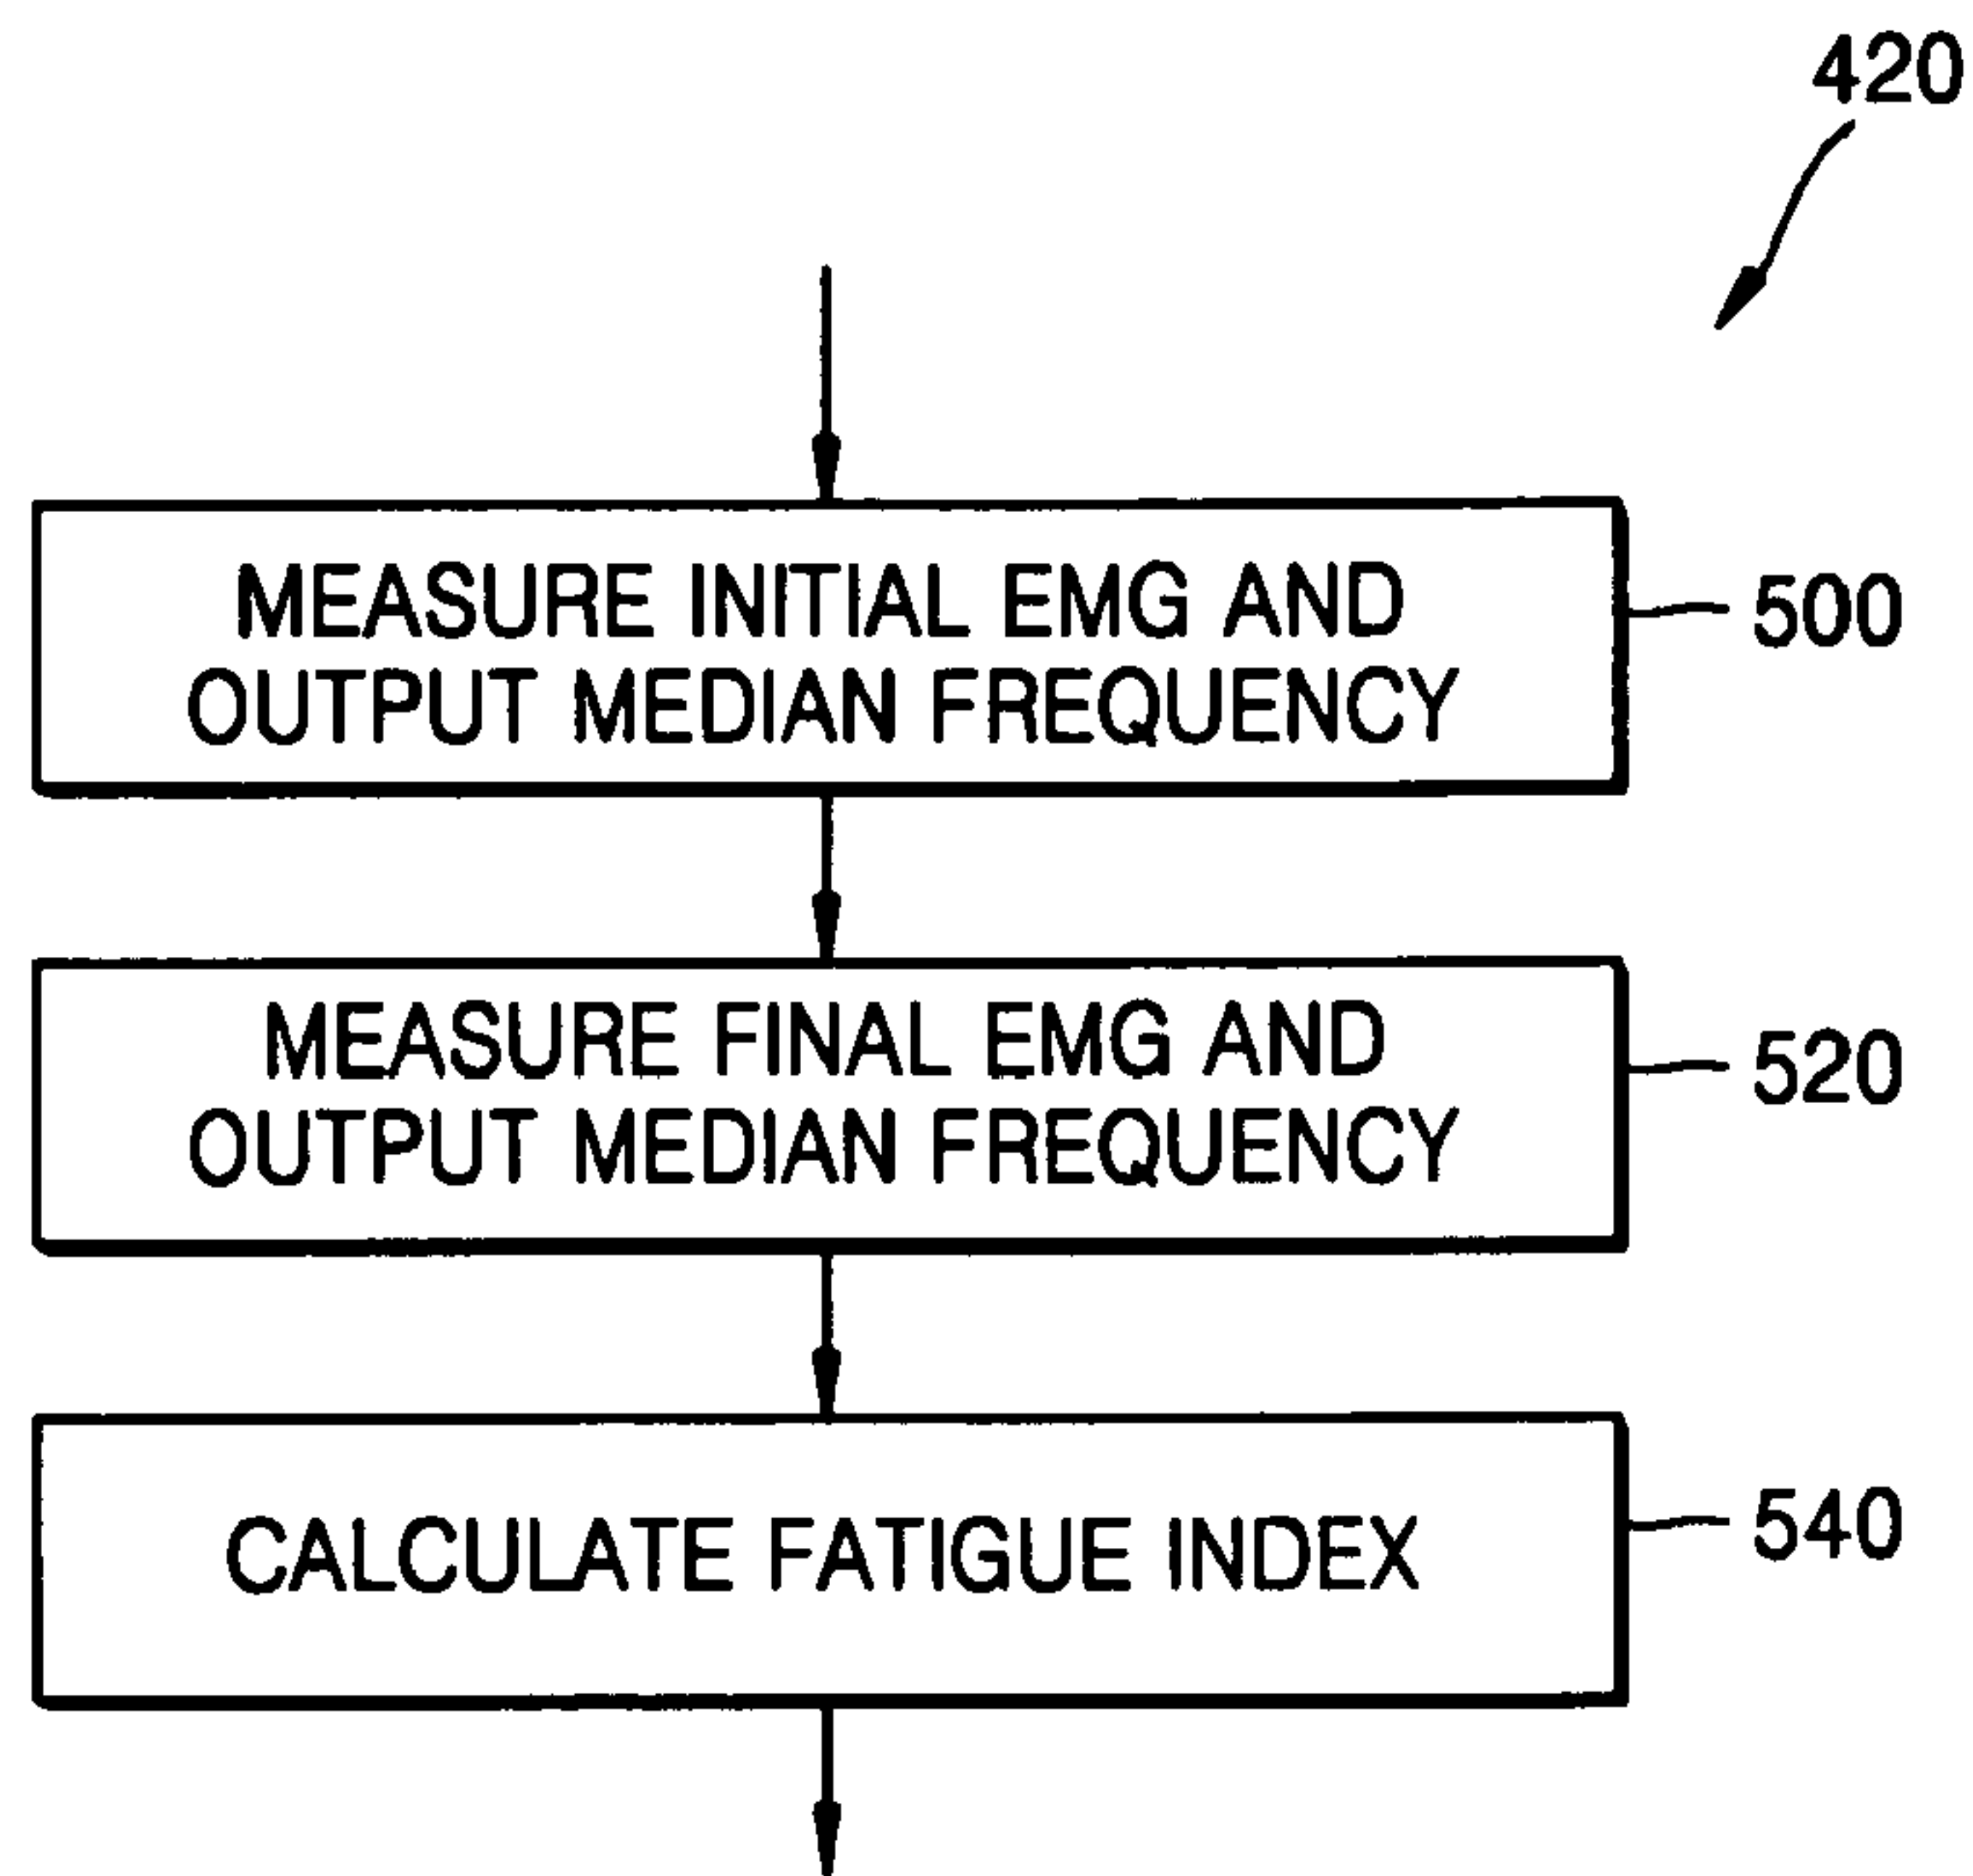 420
MEASURE INITIAL EMG AND
OUTPUT MEDIAN FREQUENCY
500
MEASURE FINAL EMG AND
OUTPUT MEDIAN FREQUENCY
520
CALCULATE FATIGUE INDEX
540